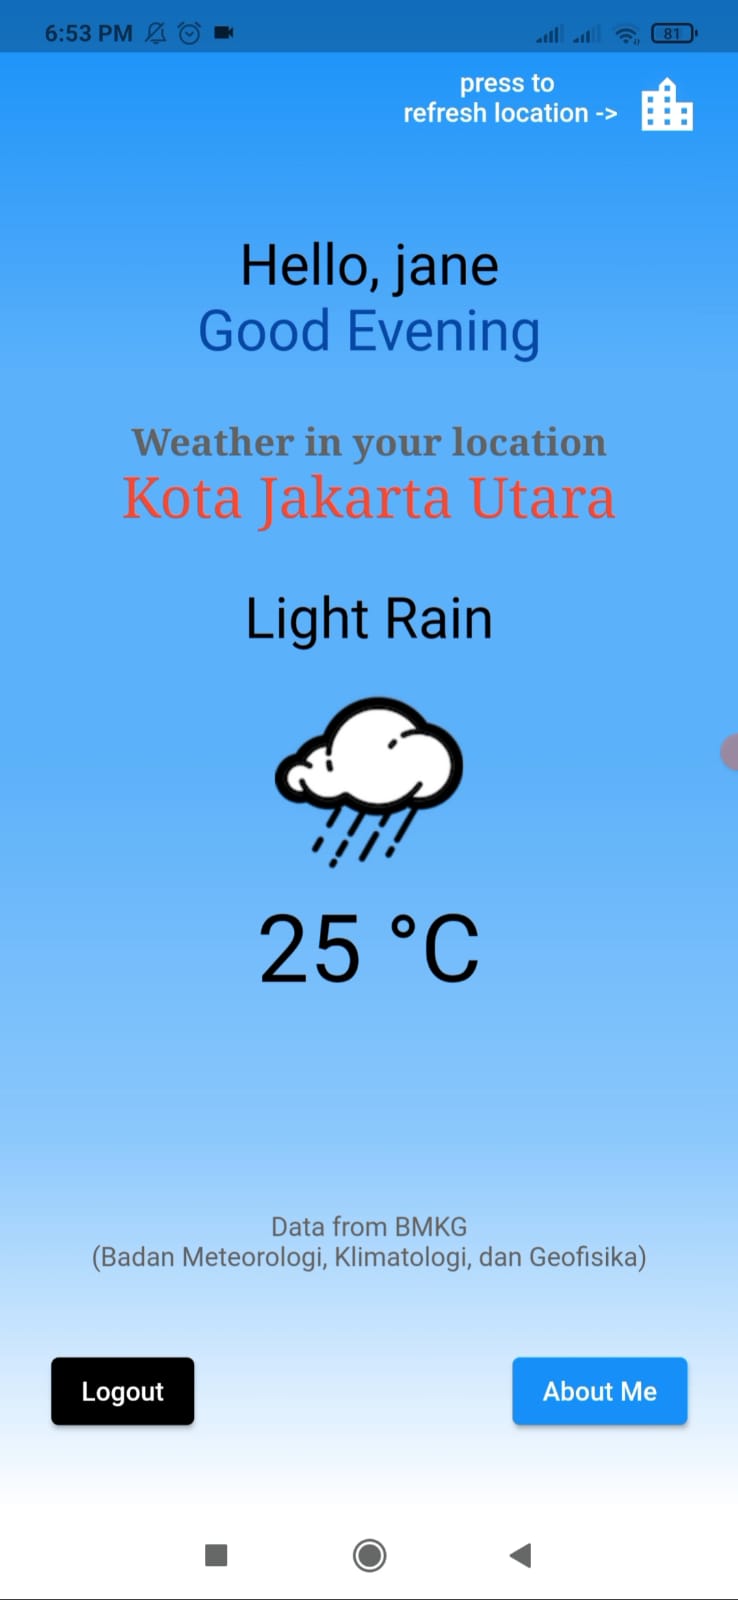 6:53 PM
81
press to
refresh location ->
Hello, jane
Good Evening
Weather in your location
Kota Jakarta Utara
Light Rain
25 °C
Data from BMKG
(Badan Meteorologi, Klimatologi, dan Geofisika)
Logout
About Me